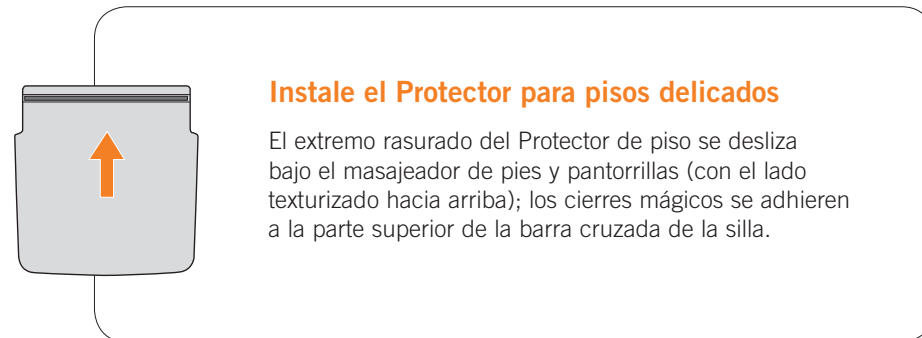 Instale el Protector para pisos delicados
El extremo rasurado del Protector de piso se desliza
bajo el masajeador de pies y pantorrillas (con el lado
texturizado hacia arriba); los cierres mágicos se adhieren
a la parte superior de la barra cruzada de la silla.